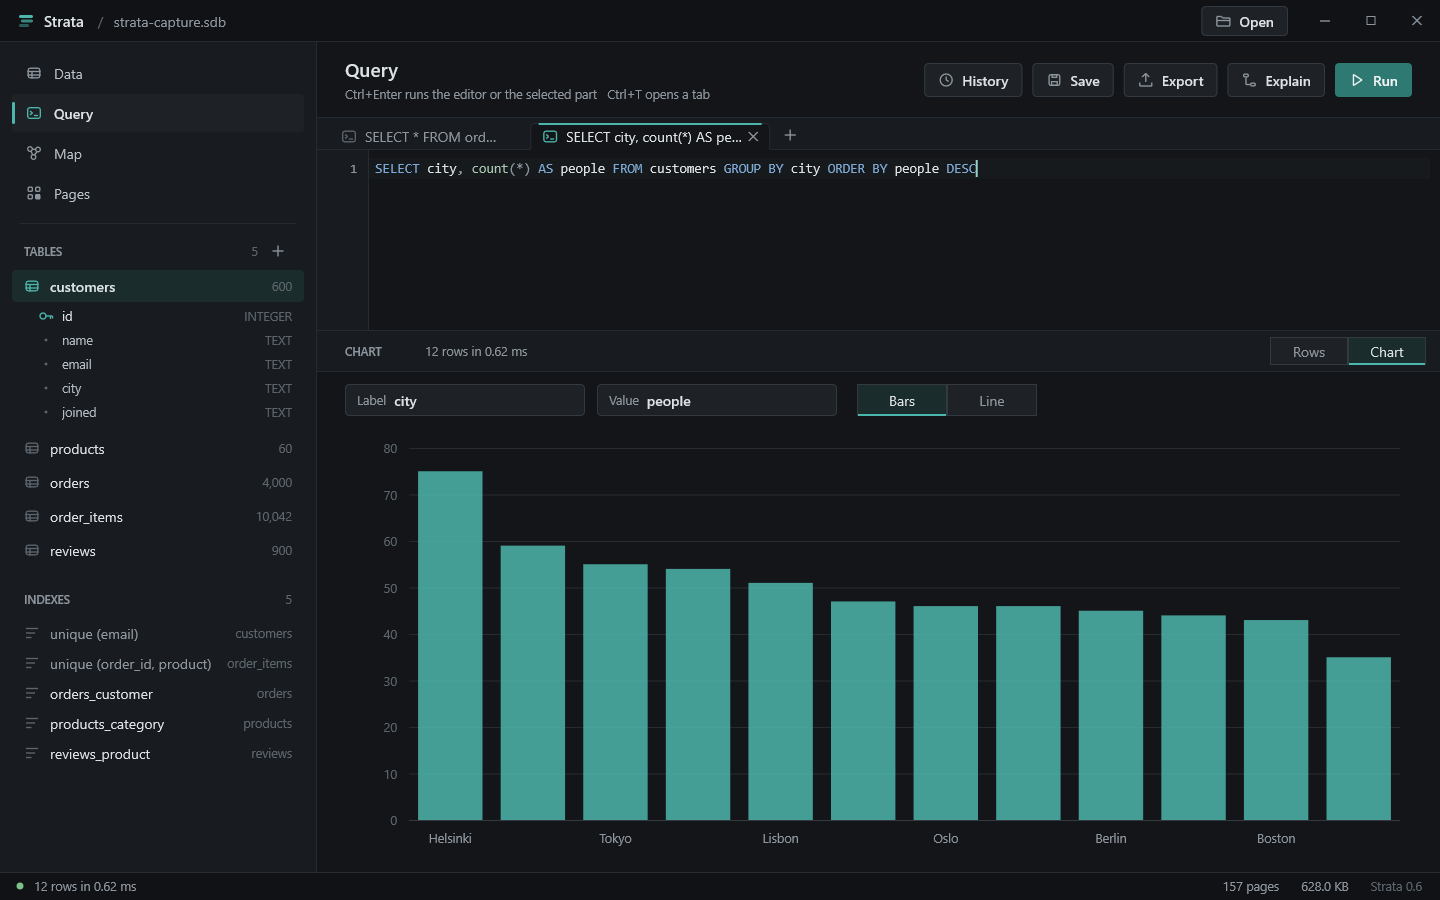 Strata / strata-capture.sdb
Open
Data
Query
Map
Pages
TABLES 5
customers 600
id INTEGER
name TEXT
email TEXT
city TEXT
joined TEXT
products 60
orders 4,000
order_items 10,042
reviews 900
INDEXES 5
unique (email) customers
unique (order_id, product) order_items
orders_customer orders
products_category products
reviews_product reviews
Query
Ctrl+Enter runs the editor or the selected part Ctrl+T opens a tab
History Save Export Explain Run
SELECT * FROM ord... SELECT city, count(*) AS pe...
1 SELECT city, count(*) AS people FROM customers GROUP BY city ORDER BY people DESC
CHART 12 rows in 0.62 ms Rows Chart
Label city Value people Bars Line
80
70
60
50
40
30
20
10
0
Helsinki Tokyo Lisbon Oslo Berlin Boston
12 rows in 0.62 ms 157 pages 628.0 KB Strata 0.6